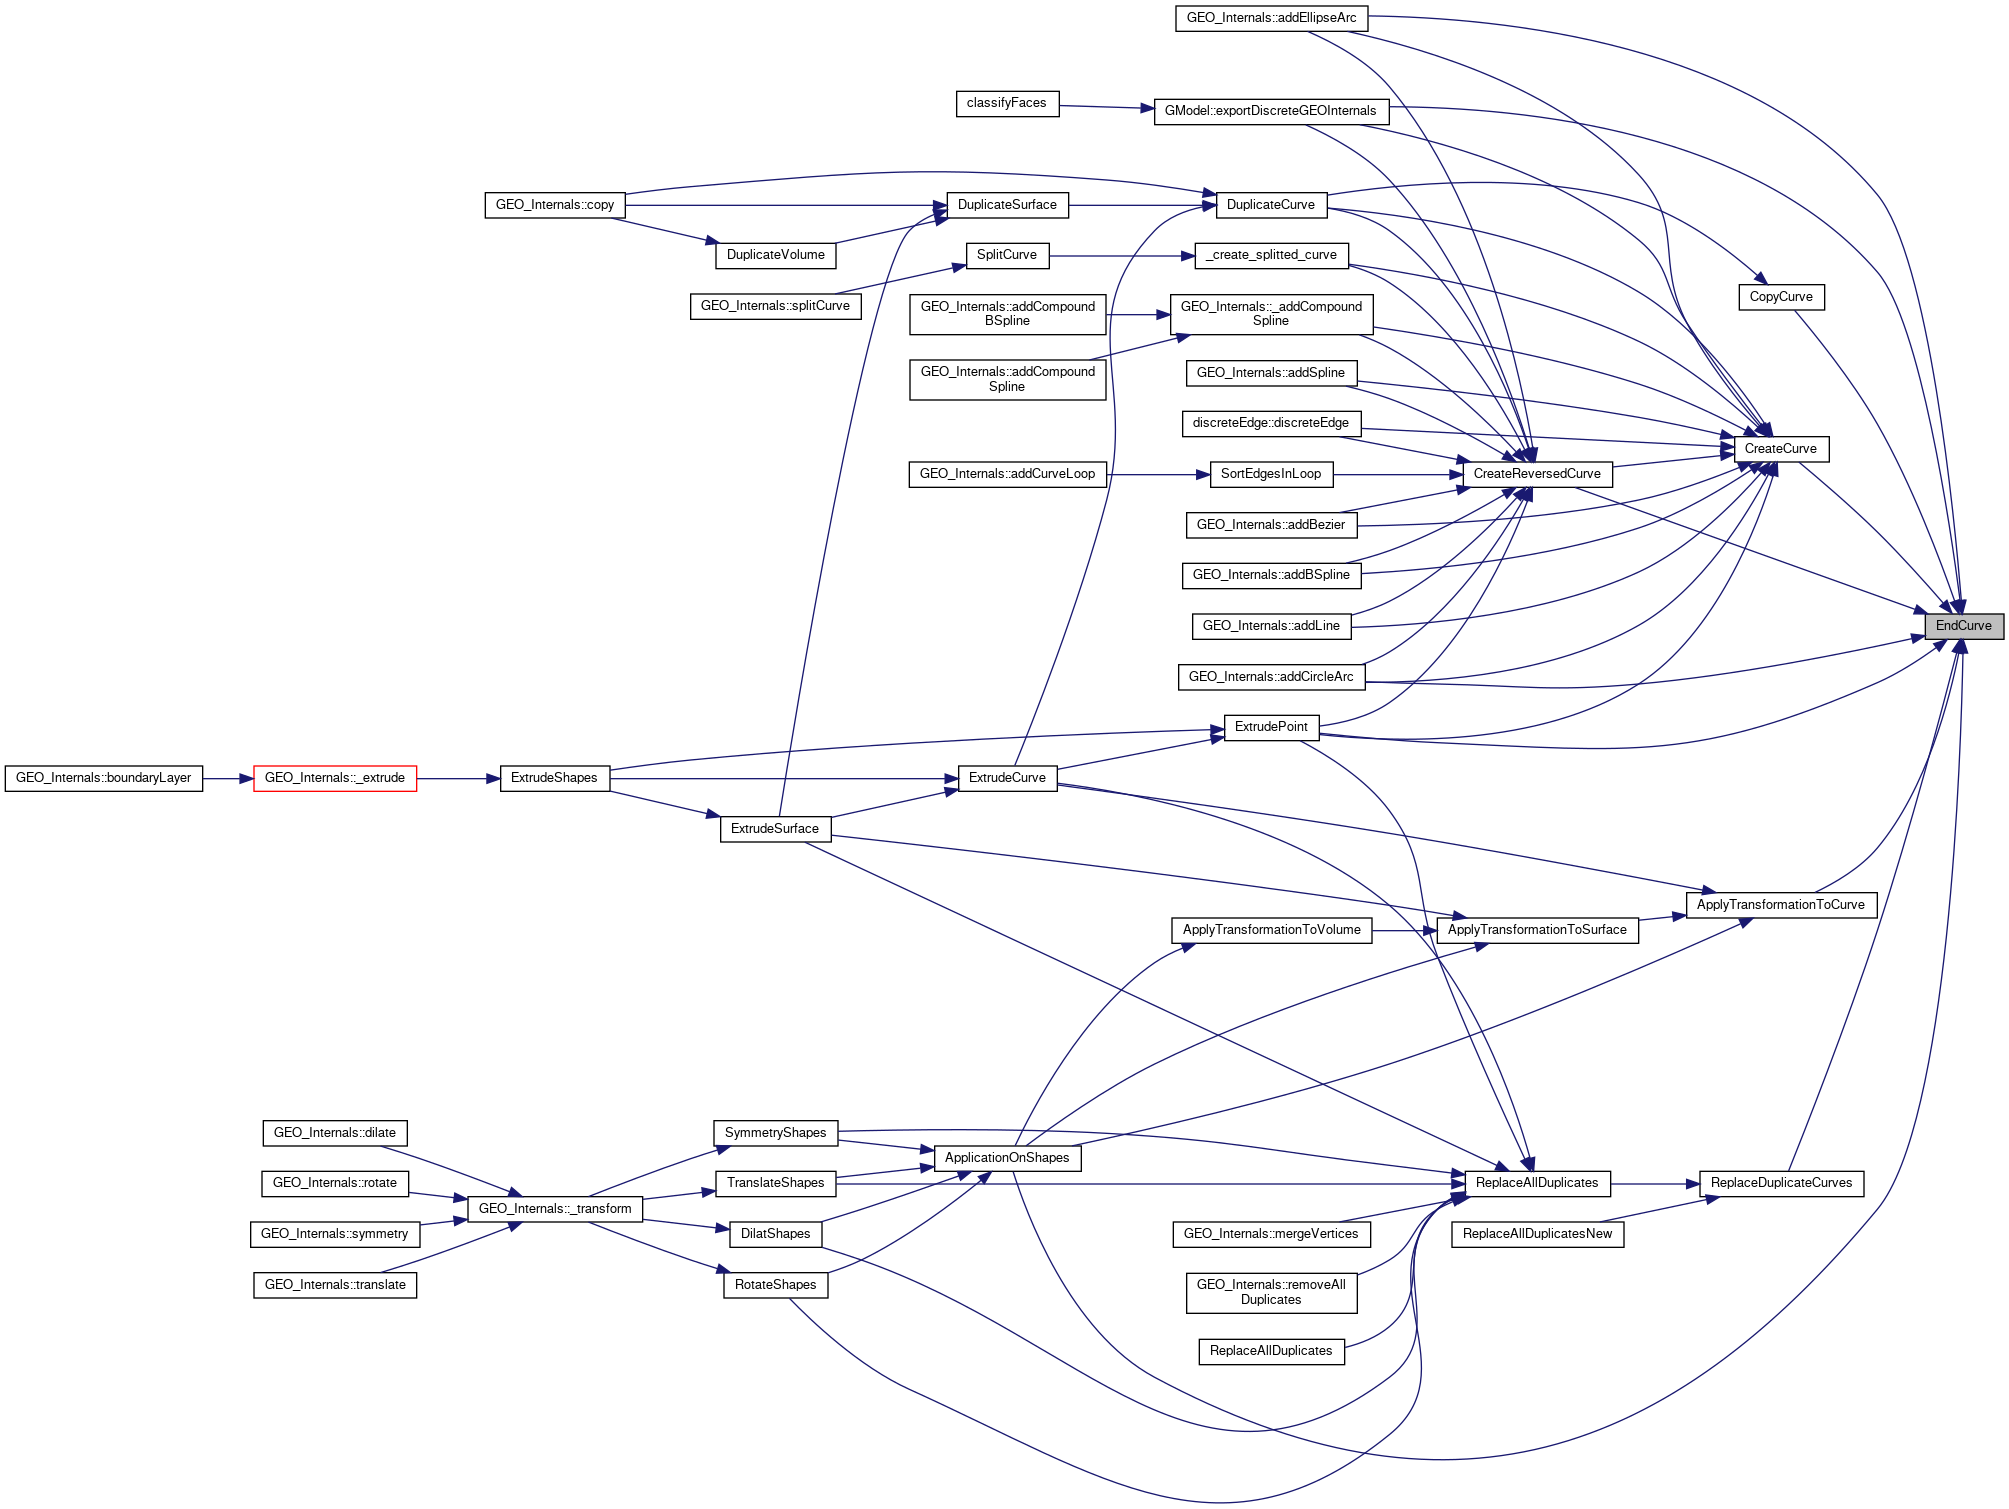 GEO_Internals::addEllipseArc
classifyFaces
GModel::exportDiscreteGEOInternals
GEO_Internals::copy
DuplicateSurface
DuplicateCurve
DuplicateVolume
SplitCurve
_create_splitted_curve
CopyCurve
GEO_Internals::splitCurve
GEO_Internals::addCompound
BSpline
GEO_Internals::_addCompound
Spline
GEO_Internals::addCompound
Spline
GEO_Internals::addSpline
discreteEdge::discreteEdge
CreateCurve
GEO_Internals::addCurveLoop
SortEdgesInLoop
CreateReversedCurve
GEO_Internals::addBezier
GEO_Internals::addBSpline
GEO_Internals::addLine
EndCurve
GEO_Internals::addCircleArc
ExtrudePoint
GEO_Internals::boundaryLayer
GEO_Internals::_extrude
ExtrudeShapes
ExtrudeCurve
ExtrudeSurface
ApplyTransformationToCurve
ApplyTransformationToVolume
ApplyTransformationToSurface
GEO_Internals::dilate
SymmetryShapes
ApplicationOnShapes
GEO_Internals::rotate
TranslateShapes
ReplaceAllDuplicates
ReplaceDuplicateCurves
GEO_Internals::_transform
GEO_Internals::symmetry
DilatShapes
GEO_Internals::mergeVertices
ReplaceAllDuplicatesNew
GEO_Internals::translate
RotateShapes
GEO_Internals::removeAll
Duplicates
ReplaceAllDuplicates